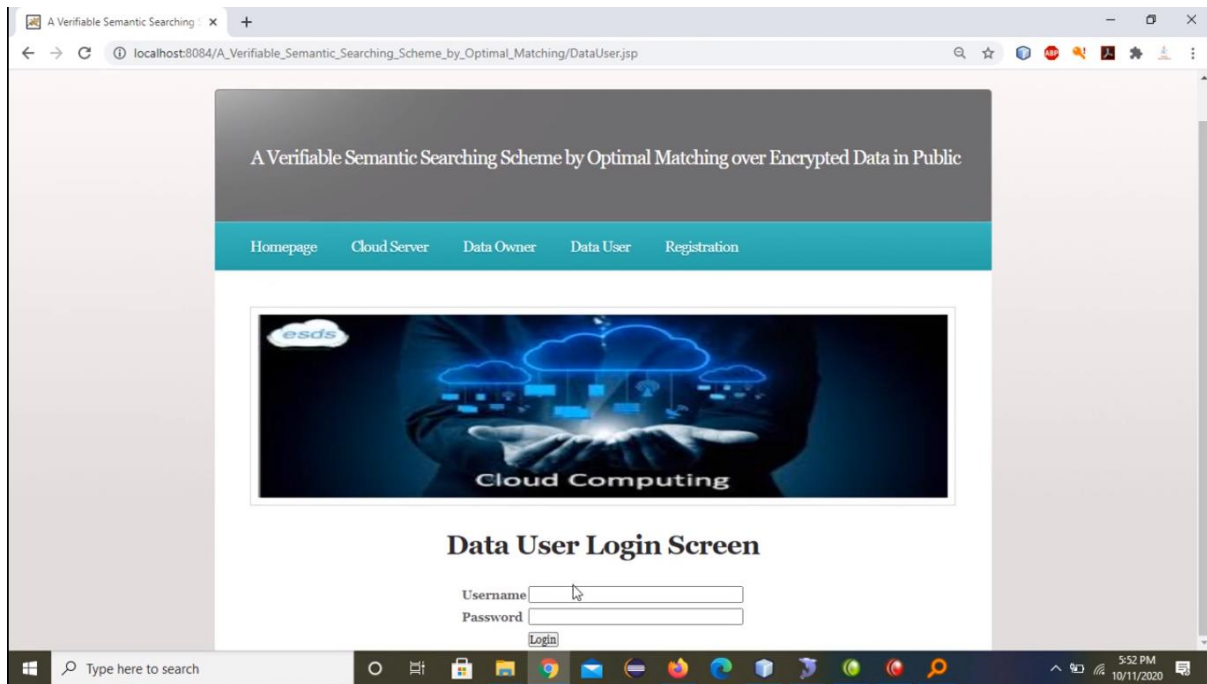 A Verifiable Semantic Searching S
localhost:8084/A_Verifiable_Semantic_Searching_Scheme_by_Optimal_Matching/DataUser.jsp
ABP
A Verifiable Semantic Searching Scheme by Optimal Matching over Encrypted Data in Public
Homepage Cloud Server Data Owner Data User Registration
esds
Cloud Computing
Data User Login Screen
Username
Password
Login
Type here to search
5:52 PM
10/11/2020